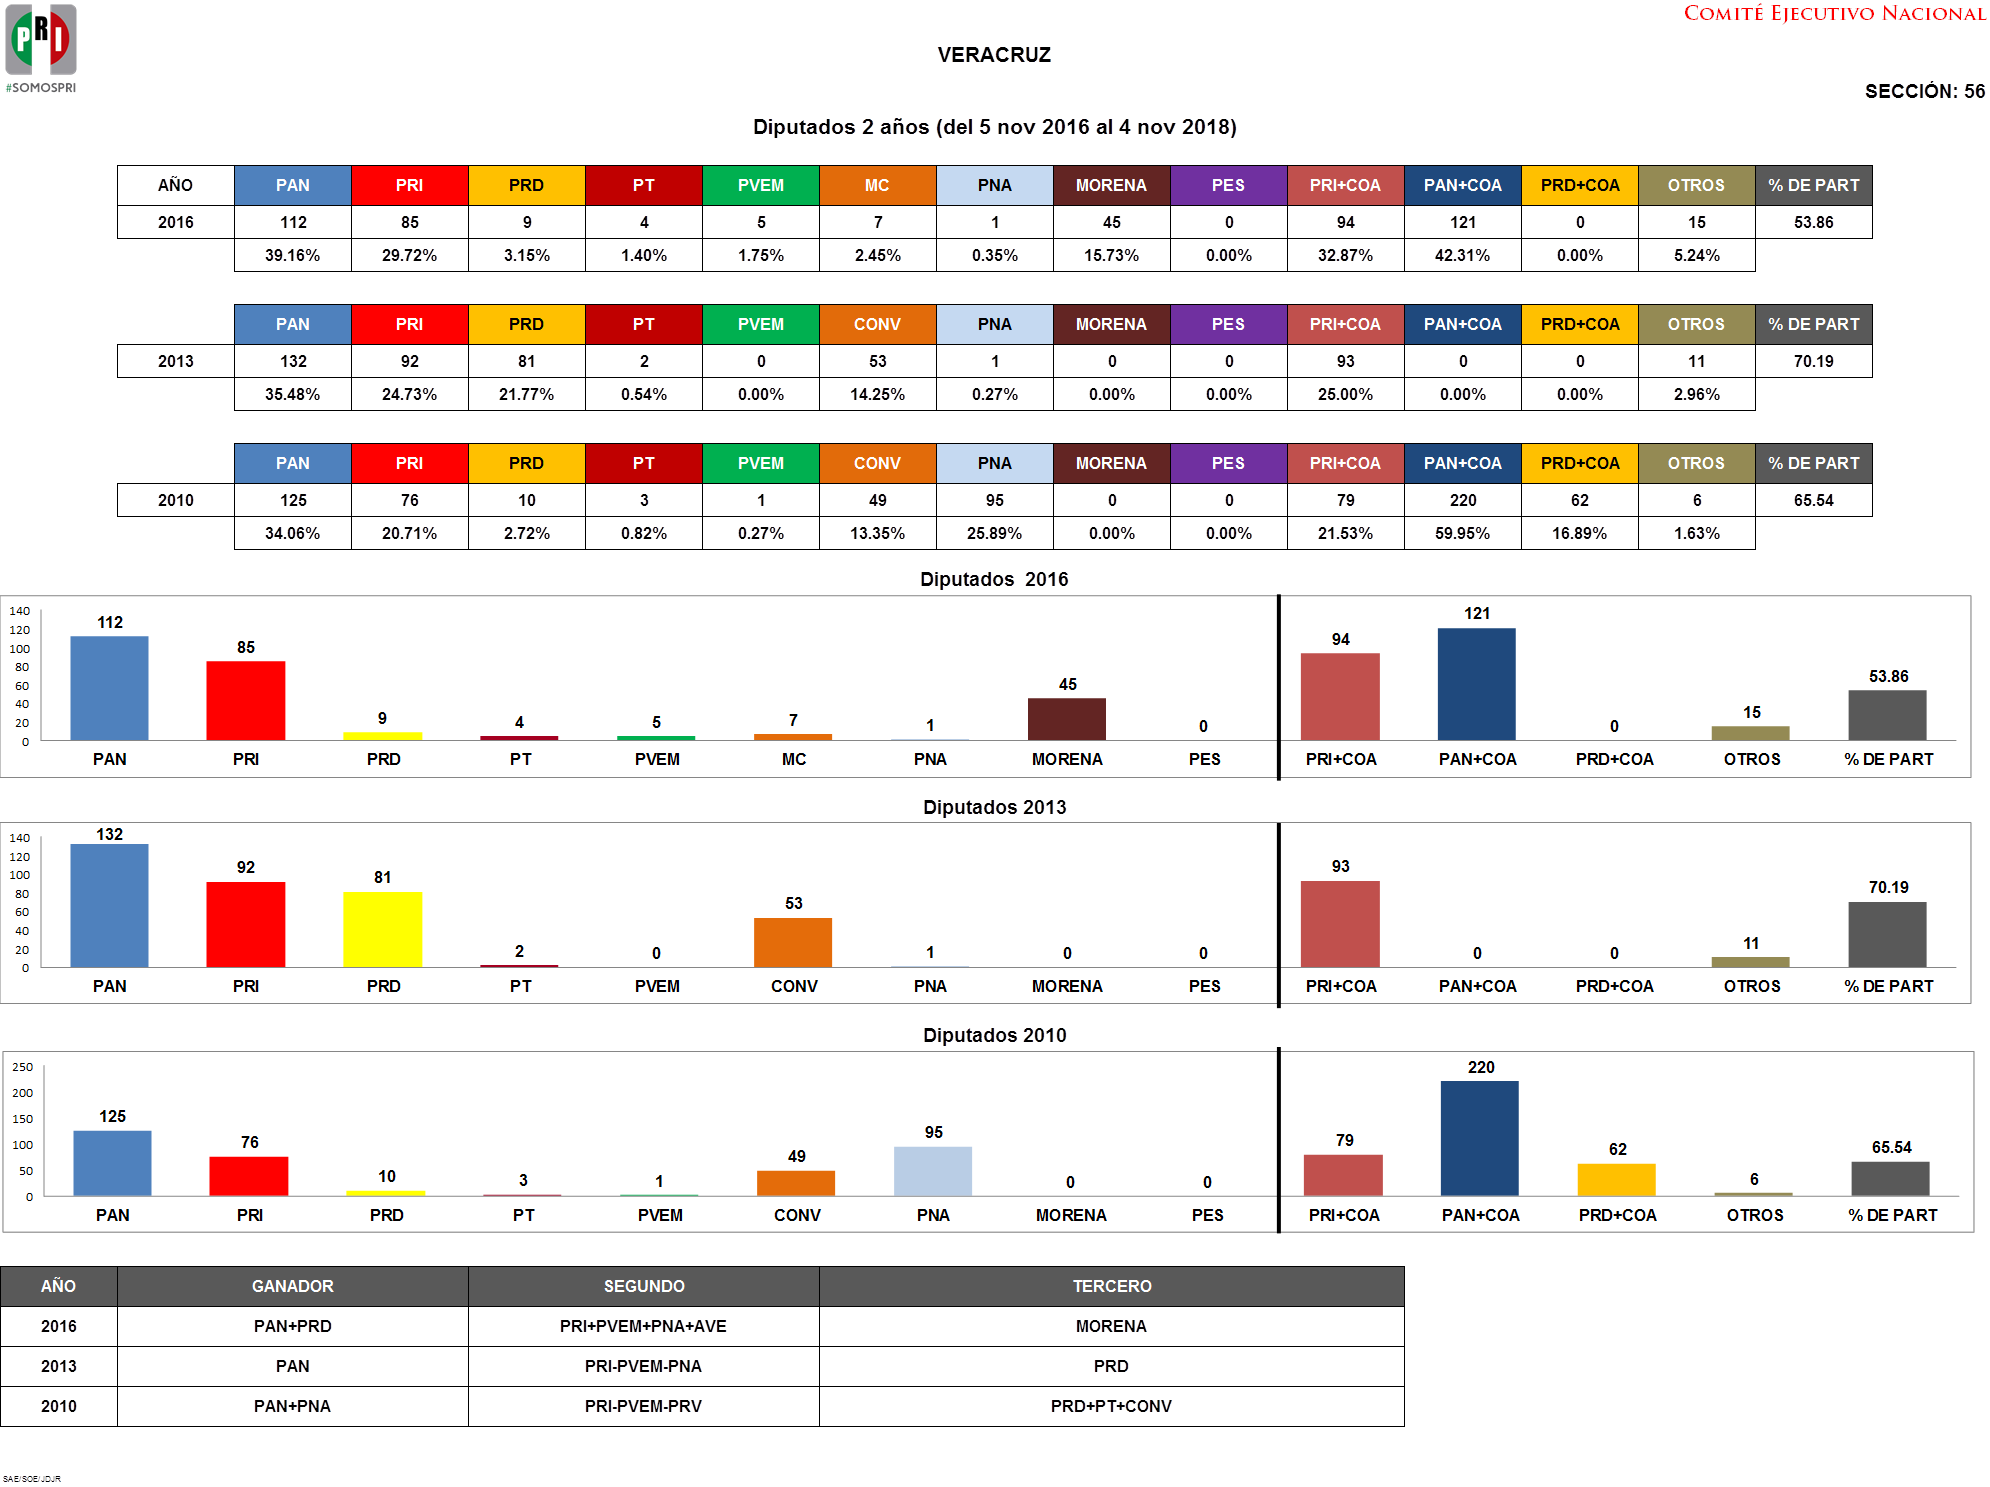 PRI
#SOMOSPRI
COMITÉ EJECUTIVO NACIONAL
VERACRUZ
SECCIÓN: 56
Diputados 2 años (del 5 nov 2016 al 4 nov 2018)
AÑO PAN PRI PRD PT PVEM MC PNA MORENA PES PRI+COA PAN+COA PRD+COA OTROS % DE PART
2016 112 85 9 4 5 7 1 45 0 94 121 0 15 53.86
39.16% 29.72% 3.15% 1.40% 1.75% 2.45% 0.35% 15.73% 0.00% 32.87% 42.31% 0.00% 5.24%
PAN PRI PRD PT PVEM CONV PNA MORENA PES PRI+COA PAN+COA PRD+COA OTROS % DE PART
2013 132 92 81 2 0 53 1 0 0 93 0 0 11 70.19
35.48% 24.73% 21.77% 0.54% 0.00% 14.25% 0.27% 0.00% 0.00% 25.00% 0.00% 0.00% 2.96%
PAN PRI PRD PT PVEM CONV PNA MORENA PES PRI+COA PAN+COA PRD+COA OTROS % DE PART
2010 125 76 10 3 1 49 95 0 0 79 220 62 6 65.54
34.06% 20.71% 2.72% 0.82% 0.27% 13.35% 25.89% 0.00% 0.00% 21.53% 59.95% 16.89% 1.63%
Diputados 2016
140
120
100
80
60
40
20
0
112 85 9 4 5 7 1 45 0 94 121 0 15 53.86
PAN PRI PRD PT PVEM MC PNA MORENA PES PRI+COA PAN+COA PRD+COA OTROS % DE PART
Diputados 2013
140
120
100
80
60
40
20
0
132 92 81 2 0 53 1 0 0 93 0 0 11 70.19
PAN PRI PRD PT PVEM CONV PNA MORENA PES PRI+COA PAN+COA PRD+COA OTROS % DE PART
Diputados 2010
250
200
150
100
50
0
125 76 10 3 1 49 95 0 0 79 220 62 6 65.54
PAN PRI PRD PT PVEM CONV PNA MORENA PES PRI+COA PAN+COA PRD+COA OTROS % DE PART
AÑO GANADOR SEGUNDO TERCERO
2016 PAN+PRD PRI+PVEM+PNA+AVE MORENA
2013 PAN PRI-PVEM-PNA PRD
2010 PAN+PNA PRI-PVEM-PRV PRD+PT+CONV
SAE/SOE/JDJR